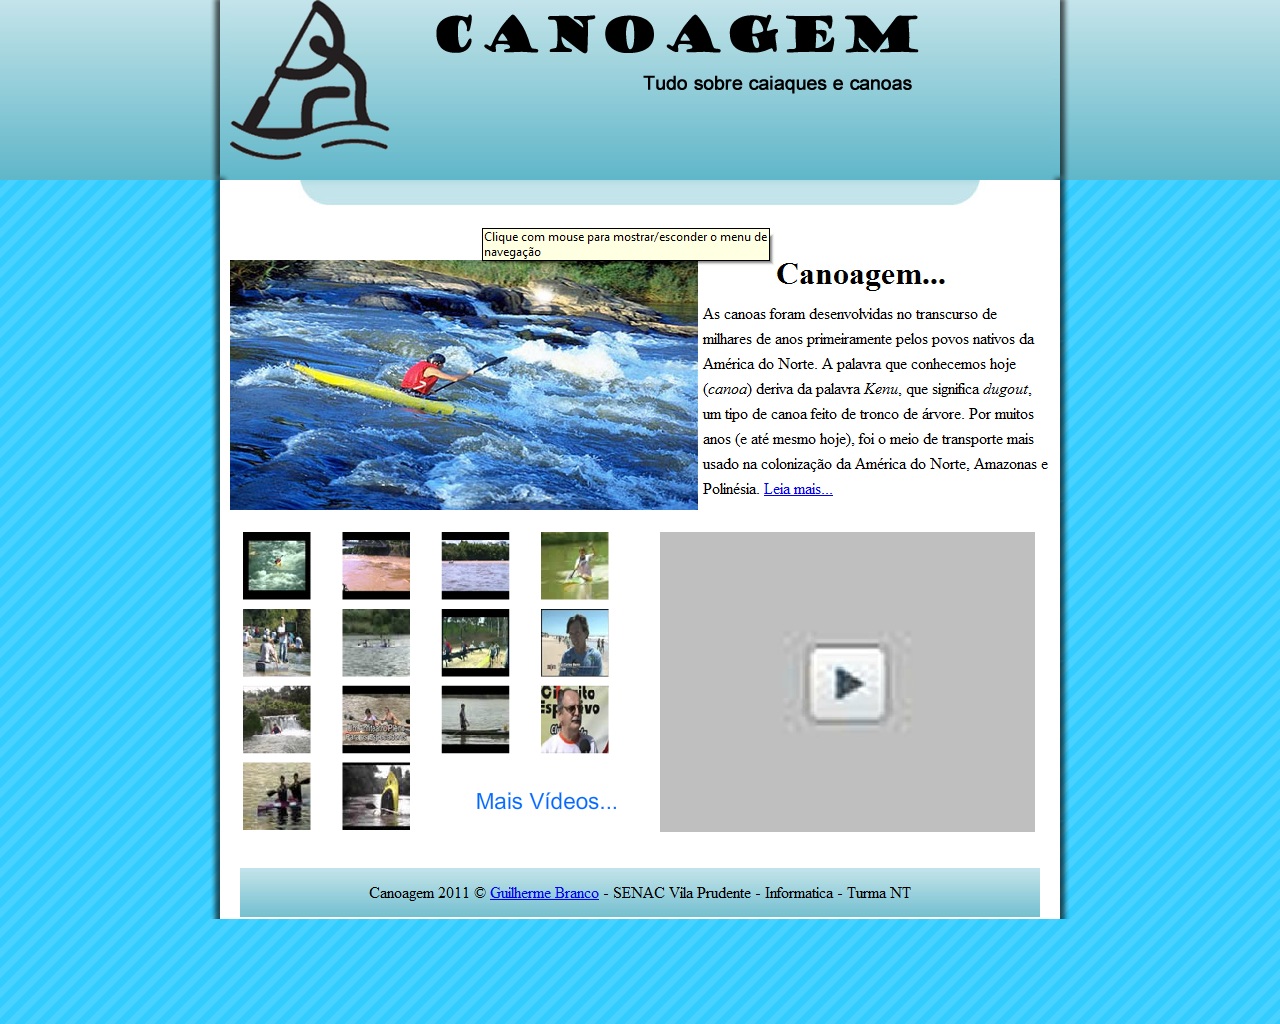 CANOAGEM
Tudo sobre caiaques e canoas
Clique com mouse para mostrar/esconder o menu de
navegação
Canoagem...
As canoas foram desenvolvidas no transcurso de
milhares de anos primeiramente pelos povos nativos da
América do Norte. A palavra que conhecemos hoje
(canoa) deriva da palavra Kenu, que significa dugout,
um tipo de canoa feito de tronco de árvore. Por muitos
anos (e até mesmo hoje), foi o meio de transporte mais
usado na colonização da América do Norte, Amazonas e
Polinésia. Leia mais...
Mais Vídeos...
Canoagem 2011 © Guilherme Branco - SENAC Vila Prudente - Informatica - Turma NT